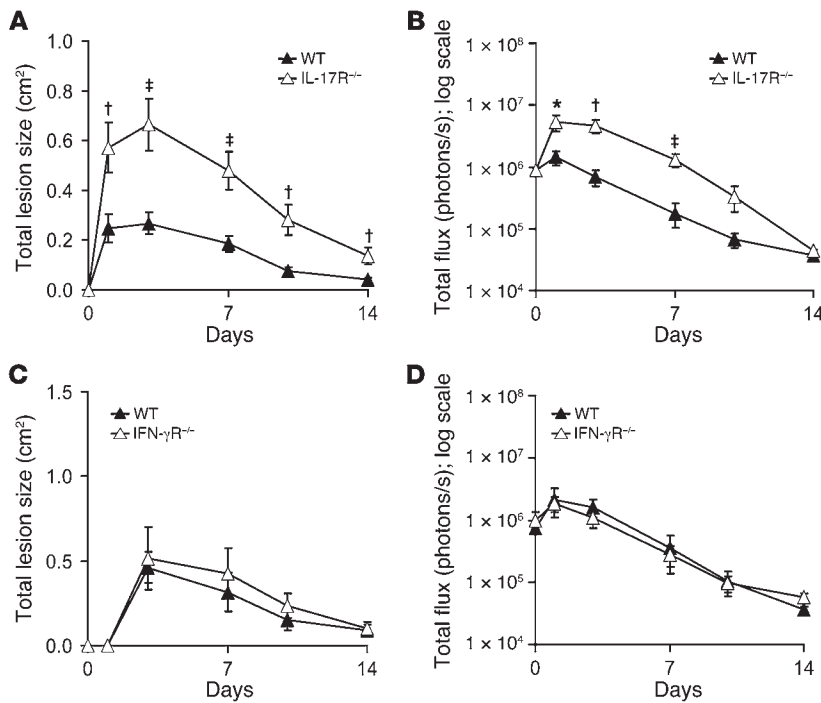 A
Total lesion size (cm²)
1.0
0.8
0.6
0.4
0.2
0.0
WT
IL-17R⁻/⁻
†
‡
‡
†
†
0
7
14
Days
B
Total flux (photons/s); log scale
1 × 10⁸
1 × 10⁷
1 × 10⁶
1 × 10⁵
1 × 10⁴
WT
IL-17R⁻/⁻
*
†
‡
0
7
14
Days
C
Total lesion size (cm²)
1.5
1.0
0.5
0.0
WT
IFN-γR⁻/⁻
0
7
14
Days
D
Total flux (photons/s); log scale
1 × 10⁸
1 × 10⁷
1 × 10⁶
1 × 10⁵
1 × 10⁴
WT
IFN-γR⁻/⁻
0
7
14
Days